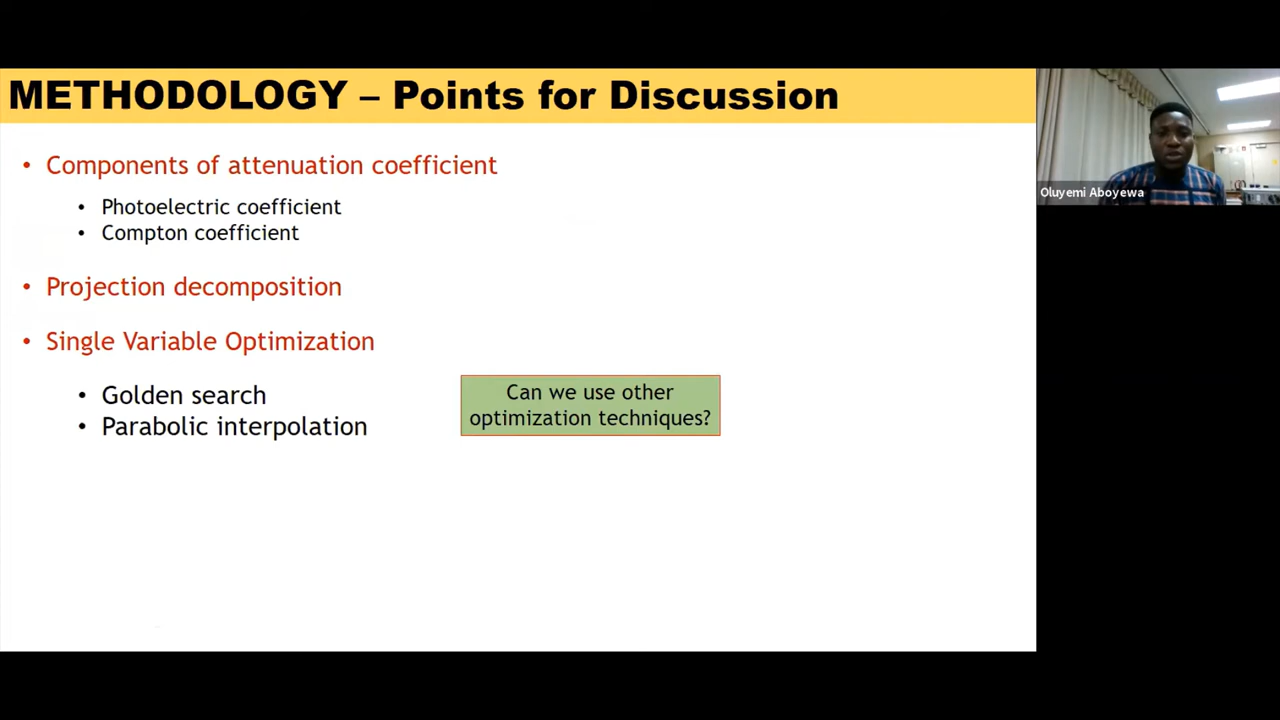 METHODOLOGY – Points for Discussion
• Components of attenuation coefficient
• Photoelectric coefficient
• Compton coefficient
• Projection decomposition
• Single Variable Optimization
• Golden search
• Parabolic interpolation
Can we use other
optimization techniques?
Oluyemi Aboyewa